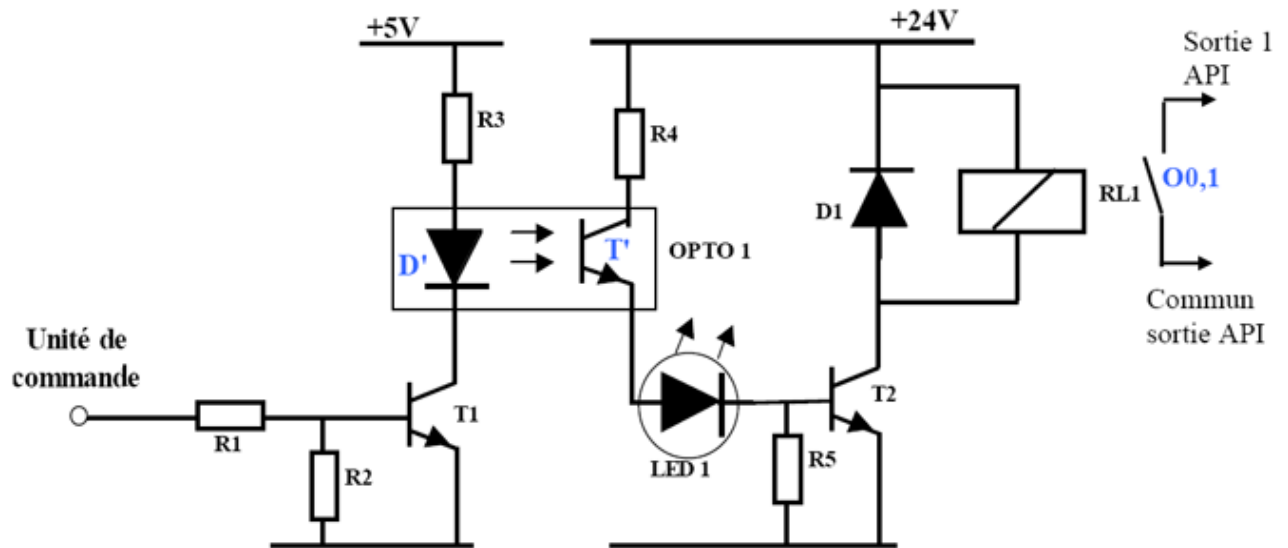 +5V
+24V
Sortie 1
API
R3
R4
D1
RL1
O0,1
D'
T'
OPTO 1
Commun
sortie API
Unité de
commande
R1
R2
T1
LED 1
R5
T2